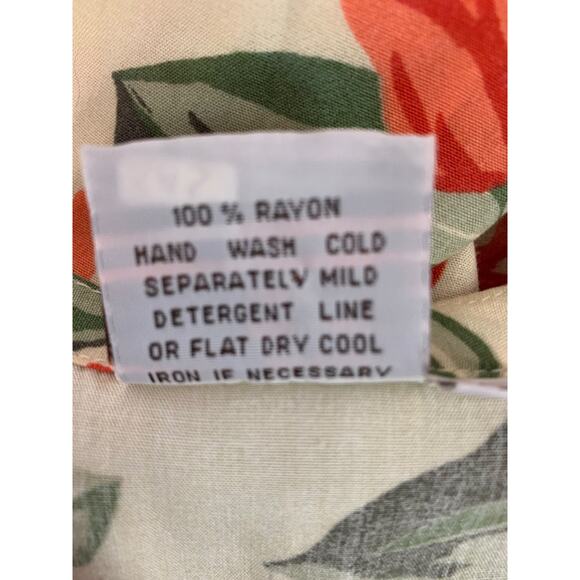 100 % RAYON
HAND WASH COLD
SEPARATELY MILD
DETERGENT LINE
OR FLAT DRY COOL
IRON IF NECESSARY